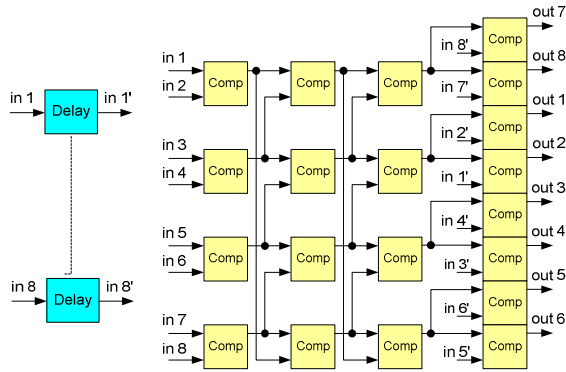 out 7
in 8'
Comp
out 8
in 1
in 2
Comp
Comp
Comp
Comp
in 7'
in 1
Delay
in 1'
out 1
Comp
in 2'
in 3
in 4
Comp
Comp
Comp
out 2
Comp
in 1'
out 3
Comp
in 4'
in 5
in 6
Comp
Comp
Comp
out 4
Comp
in 3'
in 8
Delay
in 8'
out 5
Comp
in 6'
in 7
in 8
Comp
Comp
Comp
out 6
Comp
in 5'